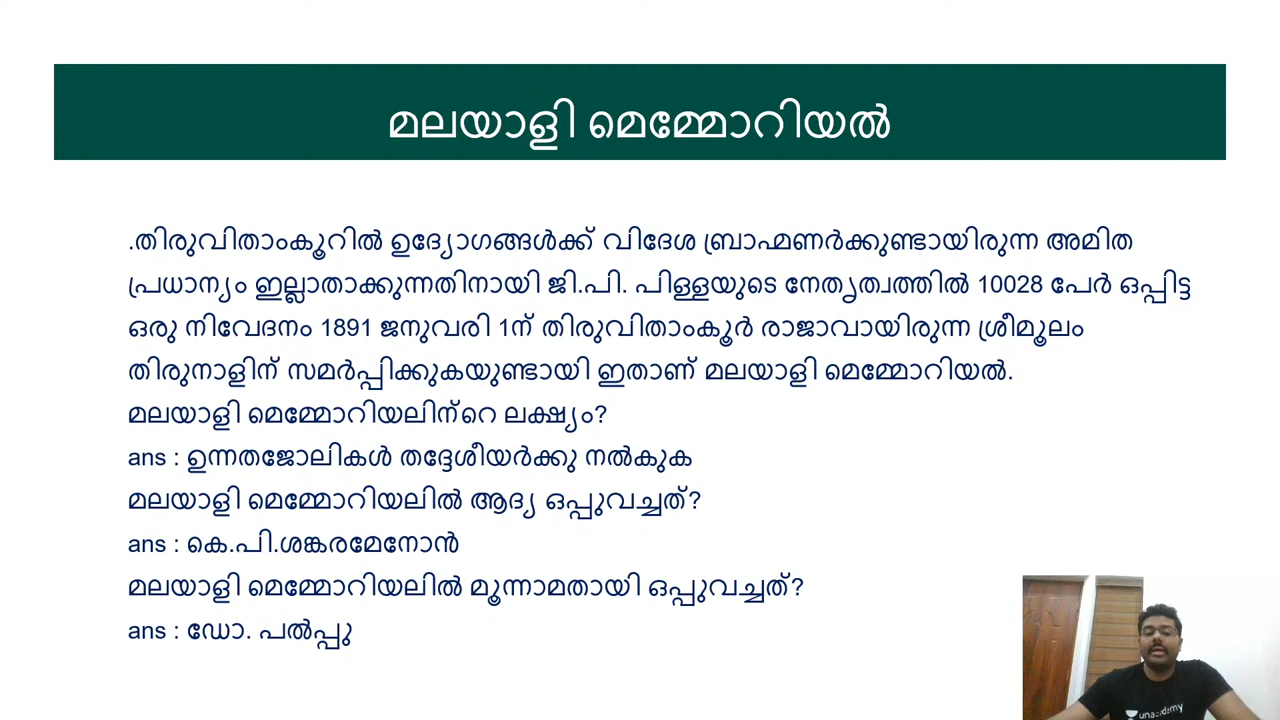 മലയാളി മെമ്മോറിയൽ
.തിരുവിതാംകൂറിൽ ഉദ്യോഗങ്ങൾക്ക് വിദേശ ബ്രാഹ്മണർക്കുണ്ടായിരുന്ന അമിത
പ്രധാന്യം ഇല്ലാതാക്കുന്നതിനായി ജി.പി. പിള്ളയുടെ നേതൃത്വത്തിൽ 10028 പേർ ഒപ്പിട്ട
ഒരു നിവേദനം 1891 ജനുവരി 1ന് തിരുവിതാംകൂർ രാജാവായിരുന്ന ശ്രീമൂലം
തിരുനാളിന് സമർപ്പിക്കുകയുണ്ടായി ഇതാണ് മലയാളി മെമ്മോറിയൽ.
മലയാളി മെമ്മോറിയലിന്റെ ലക്ഷ്യം?
ans : ഉന്നതജോലികൾ തദ്ദേശീയർക്കു നൽകുക
മലയാളി മെമ്മോറിയലിൽ ആദ്യ ഒപ്പുവച്ചത്?
ans : കെ.പി.ശങ്കരമേനോൻ
മലയാളി മെമ്മോറിയലിൽ മൂന്നാമതായി ഒപ്പുവച്ചത്?
ans : ഡോ. പൽപ്പു
unacademy